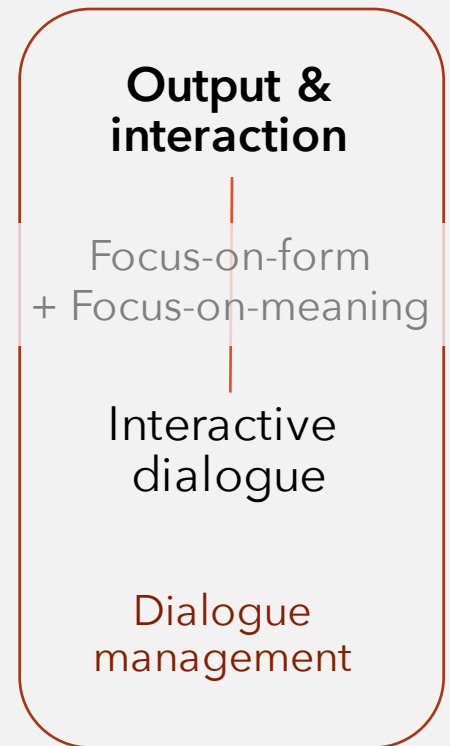 Output &
interaction
Focus-on-form
+ Focus-on-meaning
Interactive
dialogue
Dialogue
management